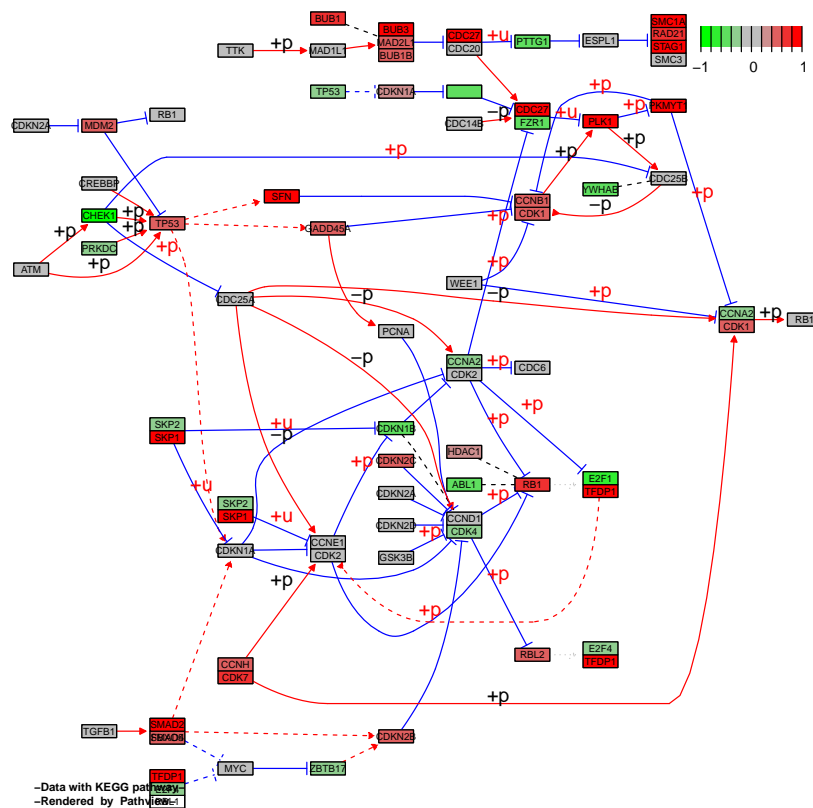 BUB1
SMC1A
BUB3
CDC27
RAD21
TTK
+p
MAD1L1
MAD2L1
+u
PTTG1
ESPL1
STAG1
BUB1B
CDC20
SMC3
-1
0
1
TP53
CDKN1A
+p
CDKN2A
MDM2
RB1
CDC14B
−p
CDC27
FZR1
+u
PLK1
+p
PKMYT1
+p
+p
+p
CREBBP
CDC25B
+p
CHEK1
+p
+p
TP53
SFN
YWHAB
−p
CCNB1
CDK1
+p
+p
PRKDC
+p
GADD45A
+p
ATM
+p
+p
WEE1
−p
+p
CDC25A
CCNA2
CDK1
+p
RB1
PCNA
−p
CCNA2
CDK2
+p
CDC6
+p
+p
SKP2
SKP1
+u
−p
CDKN1B
+p
CDKN2C
HDAC1
+u
SKP2
SKP1
+u
CDKN2A
ABL1
RB1
+p
E2F1
TFDP1
CDKN2D
CCND1
CDK4
+p
CDKN1A
CCNE1
CDK2
GSK3B
+p
+p
+p
CCNH
CDK7
RBL2
E2F4
TFDP1
+p
TGFB1
SMAD2
CDKN2B
MYC
ZBTB17
TFDP1
−Data with KEGG pathway−
−Rendered by Pathview−